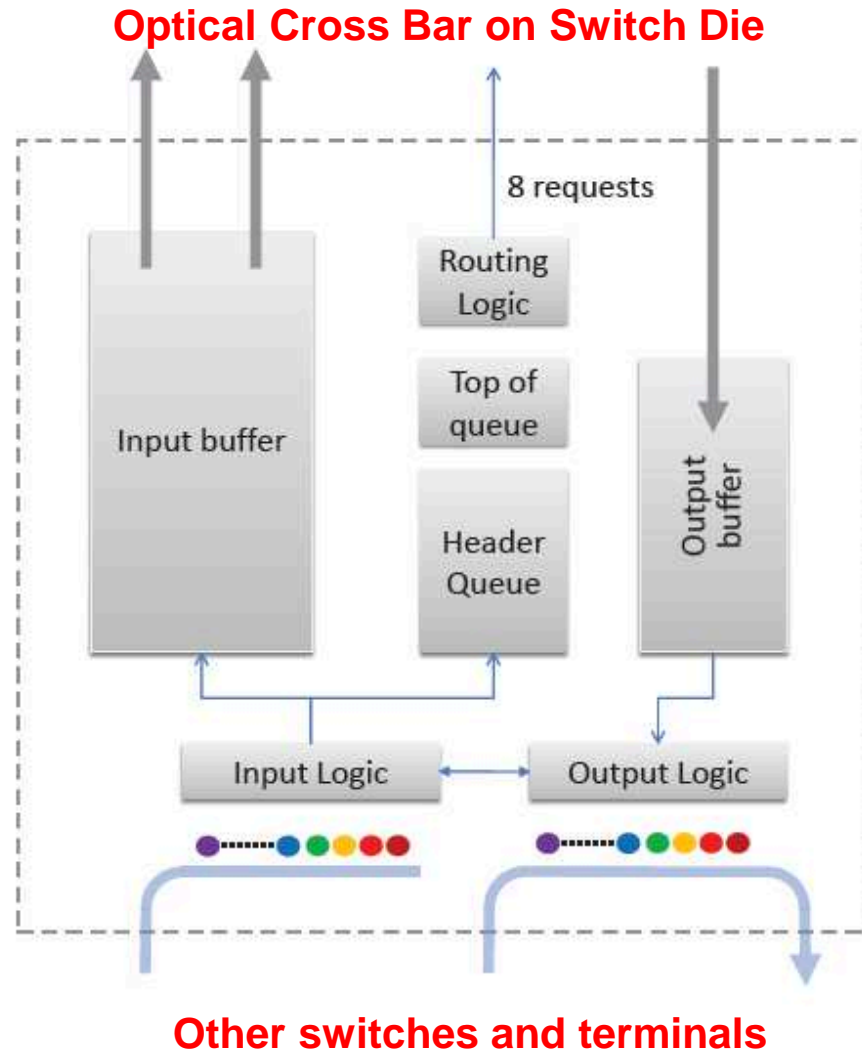 Optical Cross Bar on Switch Die
8 requests
Routing
Logic
Top of
queue
Input buffer
Header
Queue
Output
buffer
Input Logic
Output Logic
Other switches and terminals